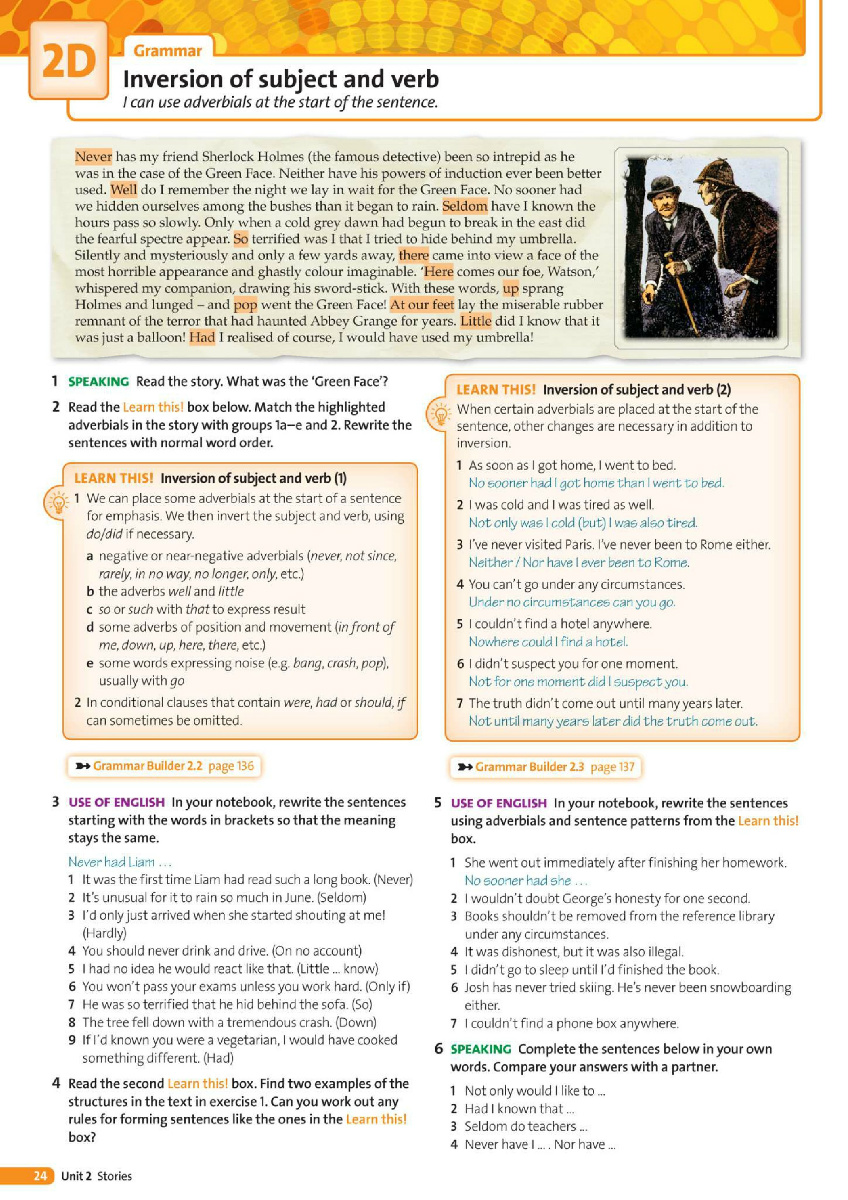 2D
Grammar
Inversion of subject and verb
I can use adverbials at the start of the sentence.
Never has my friend Sherlock Holmes (the famous detective) been so intrepid as he
was in the case of the Green Face. Neither have his powers of induction ever been better
used. Well do I remember the night we lay in wait for the Green Face. No sooner had
we hidden ourselves among the bushes than it began to rain. Seldom have I known the
hours pass so slowly. Only when a cold grey dawn had begun to break in the east did
the fearful spectre appear. So terrified was I that I tried to hide behind my umbrella.
Silently and mysteriously and only a few yards away, there came into view a face of the
most horrible appearance and ghastly colour imaginable. ‘Here comes our foe, Watson,’
whispered my companion, drawing his sword-stick. With these words, up sprang
Holmes and lunged – and pop went the Green Face! At our feet lay the miserable rubber
remnant of the terror that had haunted Abbey Grange for years. Little did I know that it
was just a balloon! Had I realised of course, I would have used my umbrella!
1 SPEAKING Read the story. What was the ‘Green Face’?
2 Read the Learn this! box below. Match the highlighted
adverbials in the story with groups 1a–e and 2. Rewrite the
sentences with normal word order.
LEARN THIS! Inversion of subject and verb (1)
1 We can place some adverbials at the start of a sentence
for emphasis. We then invert the subject and verb, using
do/did if necessary.
a negative or near-negative adverbials (never, not since,
rarely, in no way, no longer, only, etc.)
b the adverbs well and little
c so or such with that to express result
d some adverbs of position and movement (in front of
me, down, up, here, there, etc.)
e some words expressing noise (e.g. bang, crash, pop),
usually with go
2 In conditional clauses that contain were, had or should, if
can sometimes be omitted.
Grammar Builder 2.2 page 136
3 USE OF ENGLISH In your notebook, rewrite the sentences
starting with the words in brackets so that the meaning
stays the same.
Never had Liam ...
1 It was the first time Liam had read such a long book. (Never)
2 It's unusual for it to rain so much in June. (Seldom)
3 I'd only just arrived when she started shouting at me!
(Hardly)
4 You should never drink and drive. (On no account)
5 I had no idea he would react like that. (Little ... know)
6 You won't pass your exams unless you work hard. (Only if)
7 He was so terrified that he hid behind the sofa. (So)
8 The tree fell down with a tremendous crash. (Down)
9 If I'd known you were a vegetarian, I would have cooked
something different. (Had)
4 Read the second Learn this! box. Find two examples of the
structures in the text in exercise 1. Can you work out any
rules for forming sentences like the ones in the Learn this!
box?
LEARN THIS! Inversion of subject and verb (2)
When certain adverbials are placed at the start of the
sentence, other changes are necessary in addition to
inversion.
1 As soon as I got home, I went to bed.
No sooner had I got home than I went to bed.
2 I was cold and I was tired as well.
Not only was I cold (but) I was also tired.
3 I've never visited Paris. I've never been to Rome either.
Neither / Nor have I ever been to Rome.
4 You can't go under any circumstances.
Under no circumstances can you go.
5 I couldn't find a hotel anywhere.
Nowhere could I find a hotel.
6 I didn't suspect you for one moment.
Not for one moment did I suspect you.
7 The truth didn't come out until many years later.
Not until many years later did the truth come out.
Grammar Builder 2.3 page 137
5 USE OF ENGLISH In your notebook, rewrite the sentences
using adverbials and sentence patterns from the Learn this!
box.
1 She went out immediately after finishing her homework.
No sooner had she ...
2 I wouldn't doubt George's honesty for one second.
3 Books shouldn't be removed from the reference library
under any circumstances.
4 It was dishonest, but it was also illegal.
5 I didn't go to sleep until I'd finished the book.
6 Josh has never tried skiing. He's never been snowboarding
either.
7 I couldn't find a phone box anywhere.
6 SPEAKING Complete the sentences below in your own
words. Compare your answers with a partner.
1 Not only would I like to ...
2 Had I known that ...
3 Seldom do teachers ...
4 Never have I ... . Nor have ...
24 Unit 2 Stories